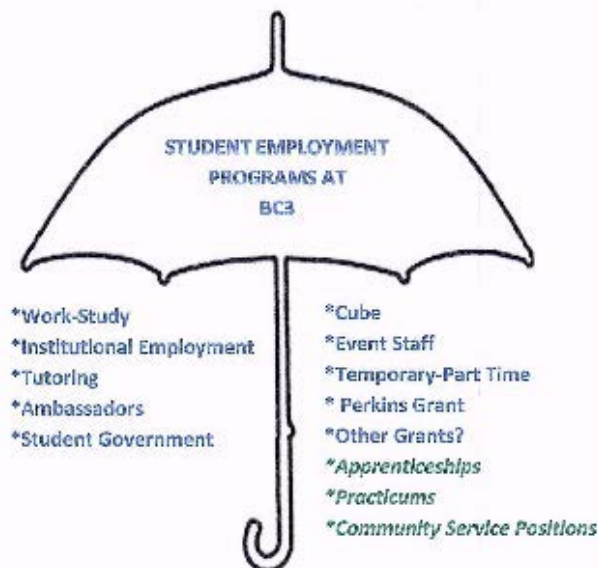 STUDENT EMPLOYMENT
PROGRAMS AT
BC3
*Work-Study
*Institutional Employment
*Tutoring
*Ambassadors
*Student Government
*Cube
*Event Staff
*Temporary-Part Time
* Perkins Grant
*Other Grants?
*Apprenticeships
*Practicums
*Community Service Positions